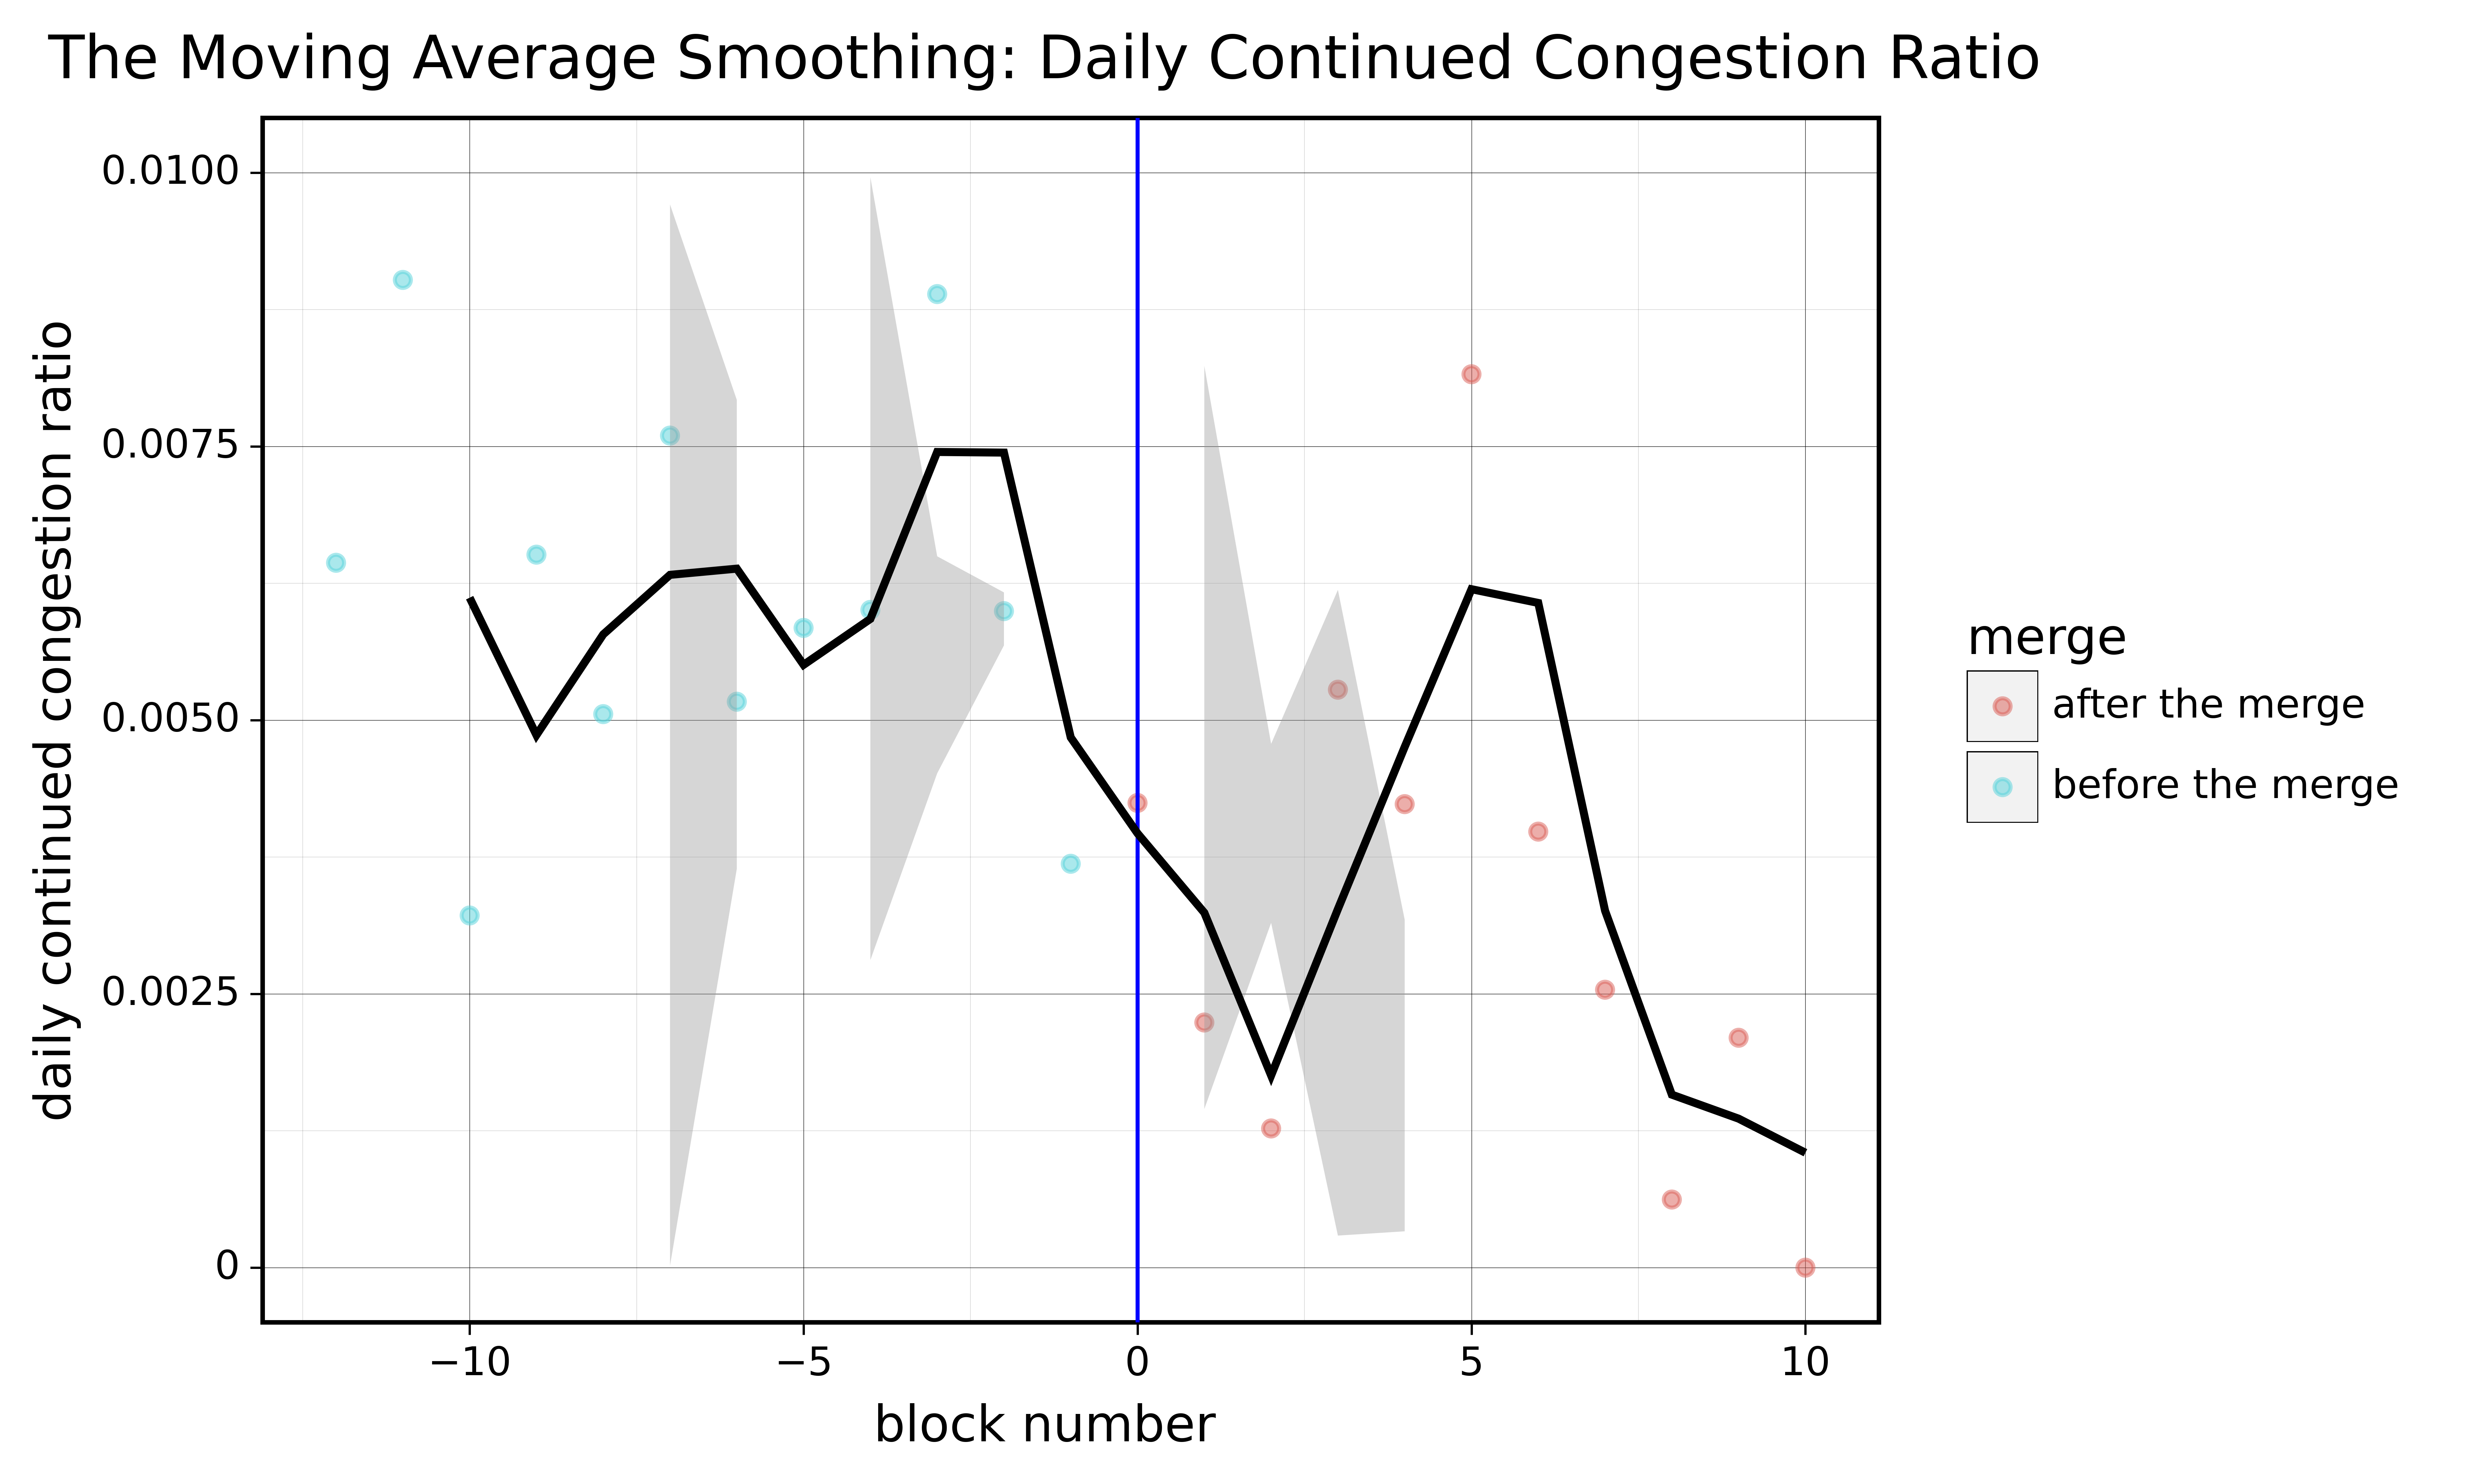 The Moving Average Smoothing: Daily Continued Congestion Ratio
daily continued congestion ratio
0.0100
0.0075
0.0050
0.0025
0
−10
−5
0
5
10
block number
merge
after the merge
before the merge